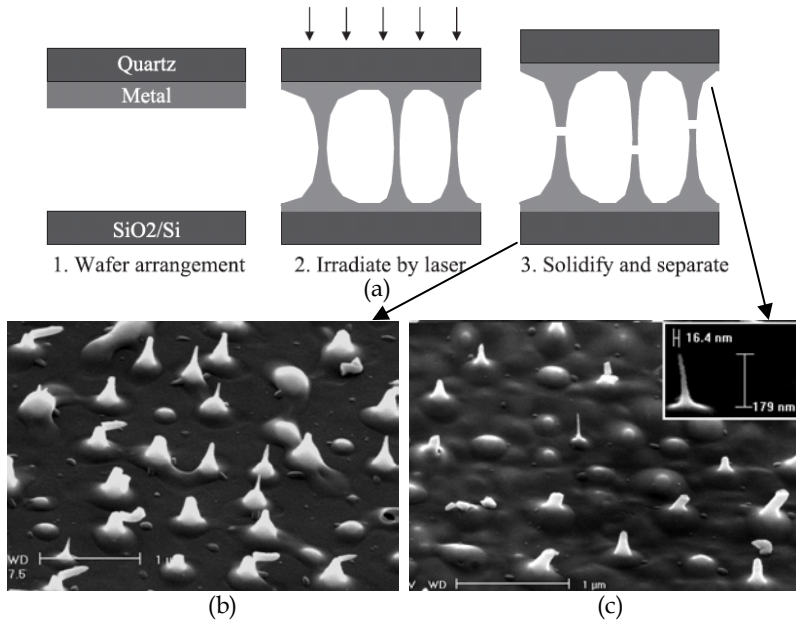 Quartz
Metal
SiO2/Si
1. Wafer arrangement
2. Irradiate by laser
3. Solidify and separate
(a)
16.4 nm
179 nm
WD
7.5
1 µm
V WD
1 µm
(b)
(c)